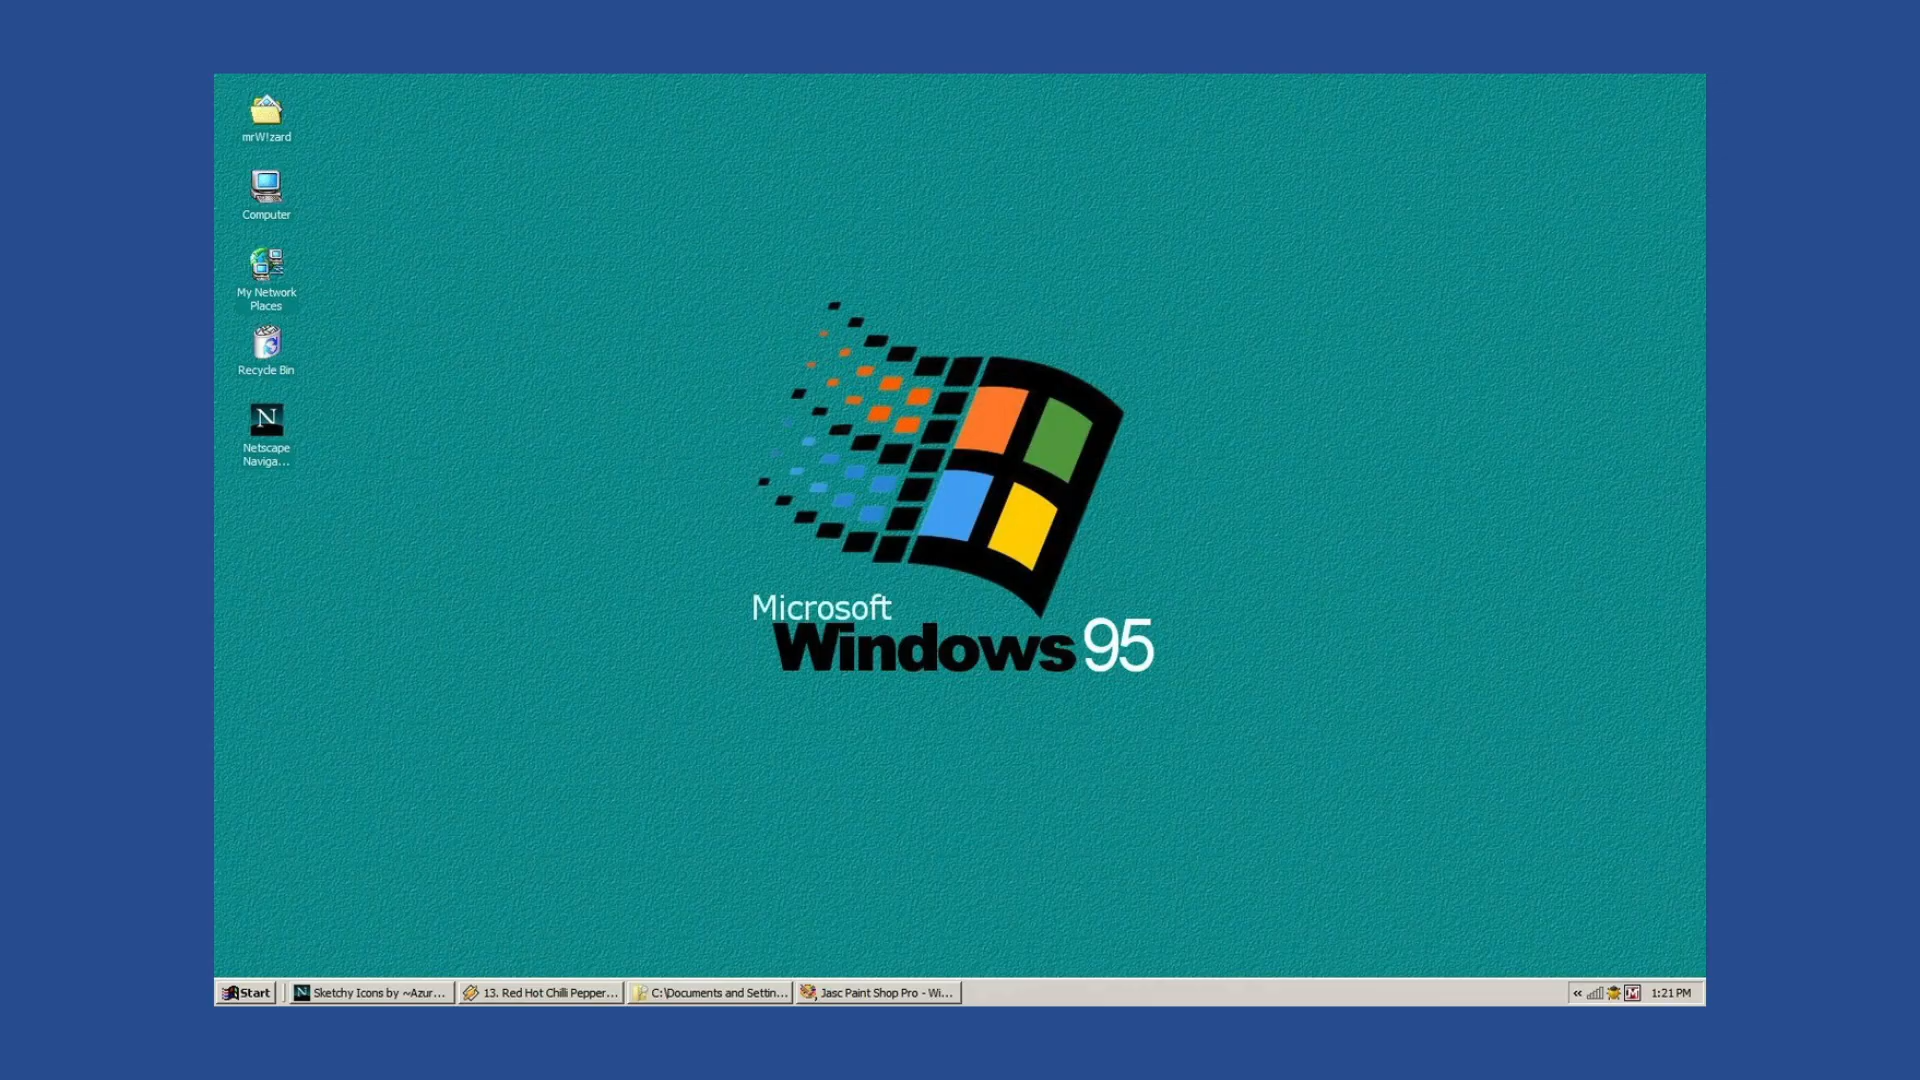 mrW!zard
Computer
My Network
Places
Recycle Bin
N
Netscape
Naviga...
Microsoft
Windows 95
Start
N
Sketchy Icons by ~Azur...
13. Red Hot Chilli Pepper...
C:\Documents and Settin...
Jasc Paint Shop Pro - Wi...
«
M
1:21 PM